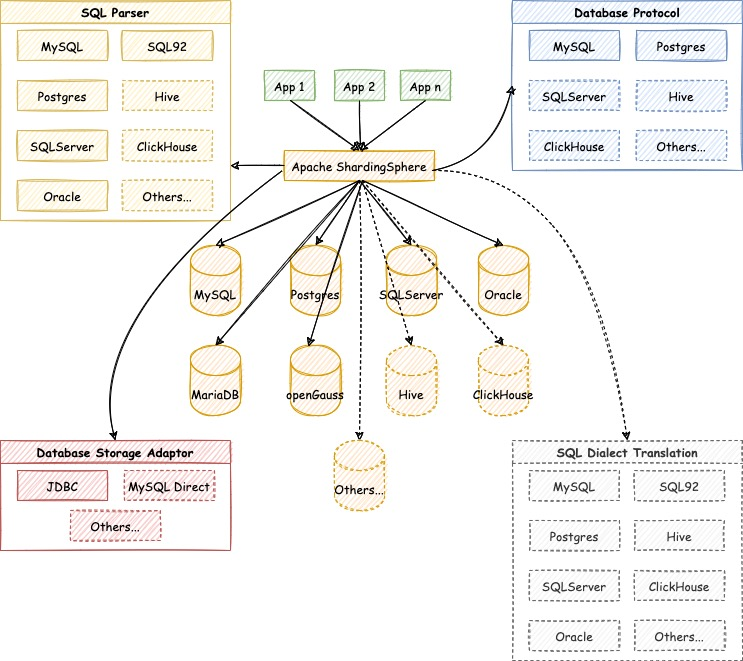 SQL Parser
MySQL
SQL92
Postgres
Hive
SQLServer
ClickHouse
Oracle
Others...
Database Protocol
MySQL
Postgres
SQLServer
Hive
ClickHouse
Others...
App 1
App 2
App n
Apache ShardingSphere
MySQL
Postgres
SQLServer
Oracle
MariaDB
openGauss
Hive
ClickHouse
Others...
Database Storage Adaptor
JDBC
MySQL Direct
Others...
SQL Dialect Translation
MySQL
SQL92
Postgres
Hive
SQLServer
ClickHouse
Oracle
Others...